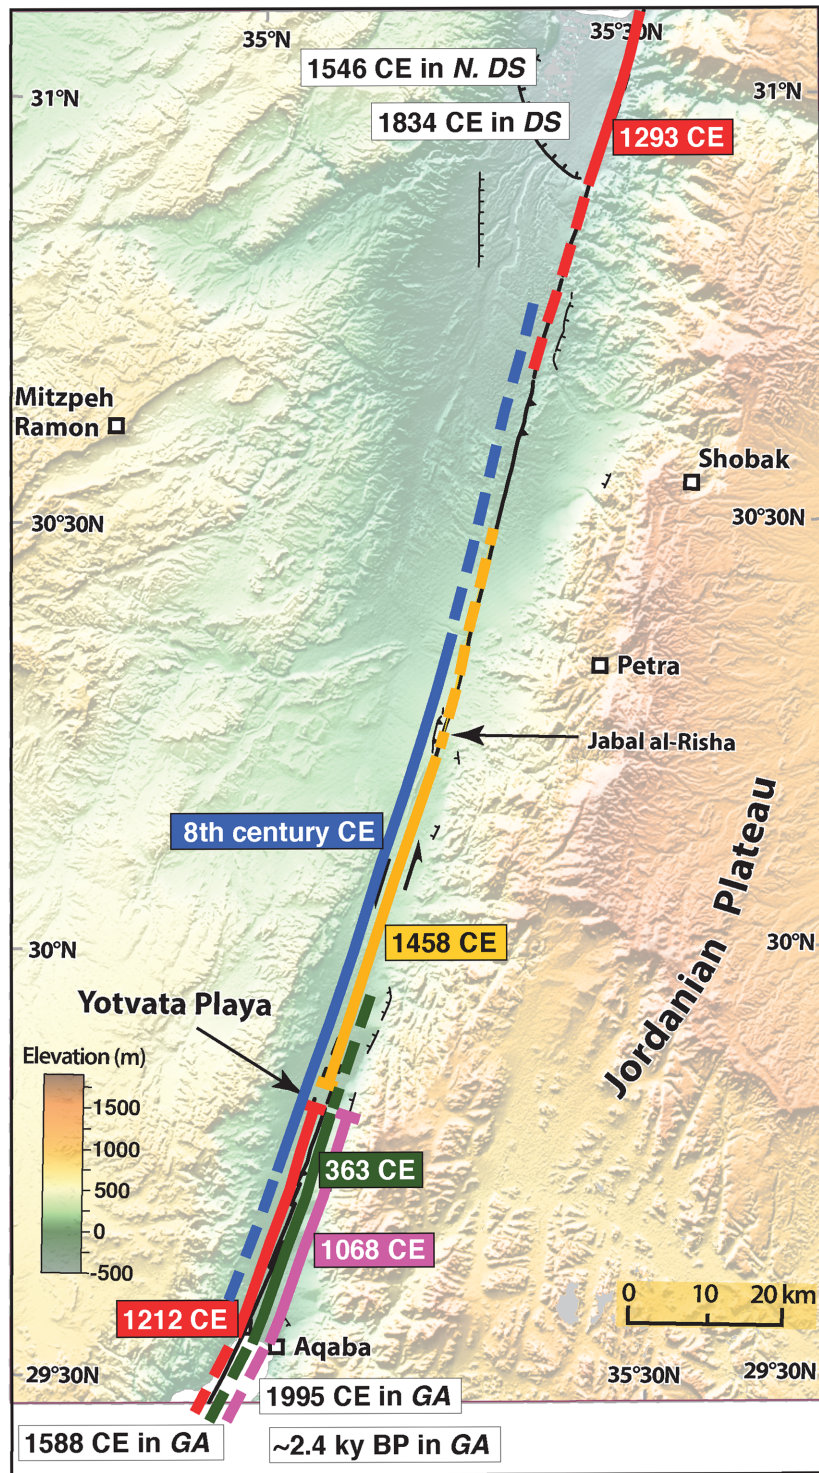 35°N
35°30N
1546 CE in N. DS
31°N
31°N
1834 CE in DS
1293 CE
Mitzpeh
Ramon
Shobak
30°30N
30°30N
Petra
Jabal al-Risha
8th century CE
Jordanian Plateau
1458 CE
30°N
30°N
Yotvata Playa
Elevation (m)
1500
1000
500
0
-500
363 CE
1068 CE
1212 CE
0 10 20 km
Aqaba
29°30N
35°30N
29°30N
1995 CE in GA
1588 CE in GA
~2.4 ky BP in GA